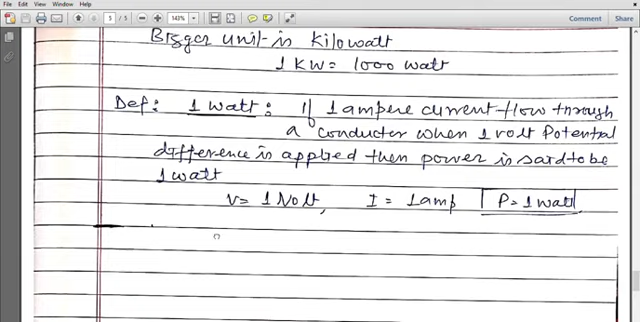 File Edit View Window Help
5 / 5 143% Comment Share
Bigger unit is Kilowatt
1 KW = 1000 watt
Def: 1 watt: If 1 ampere current flow through
a conductor when 1 volt Potential
difference is applied then power is said to be
1 watt
V= 1 Volt, I = 1 amp P = 1 watt